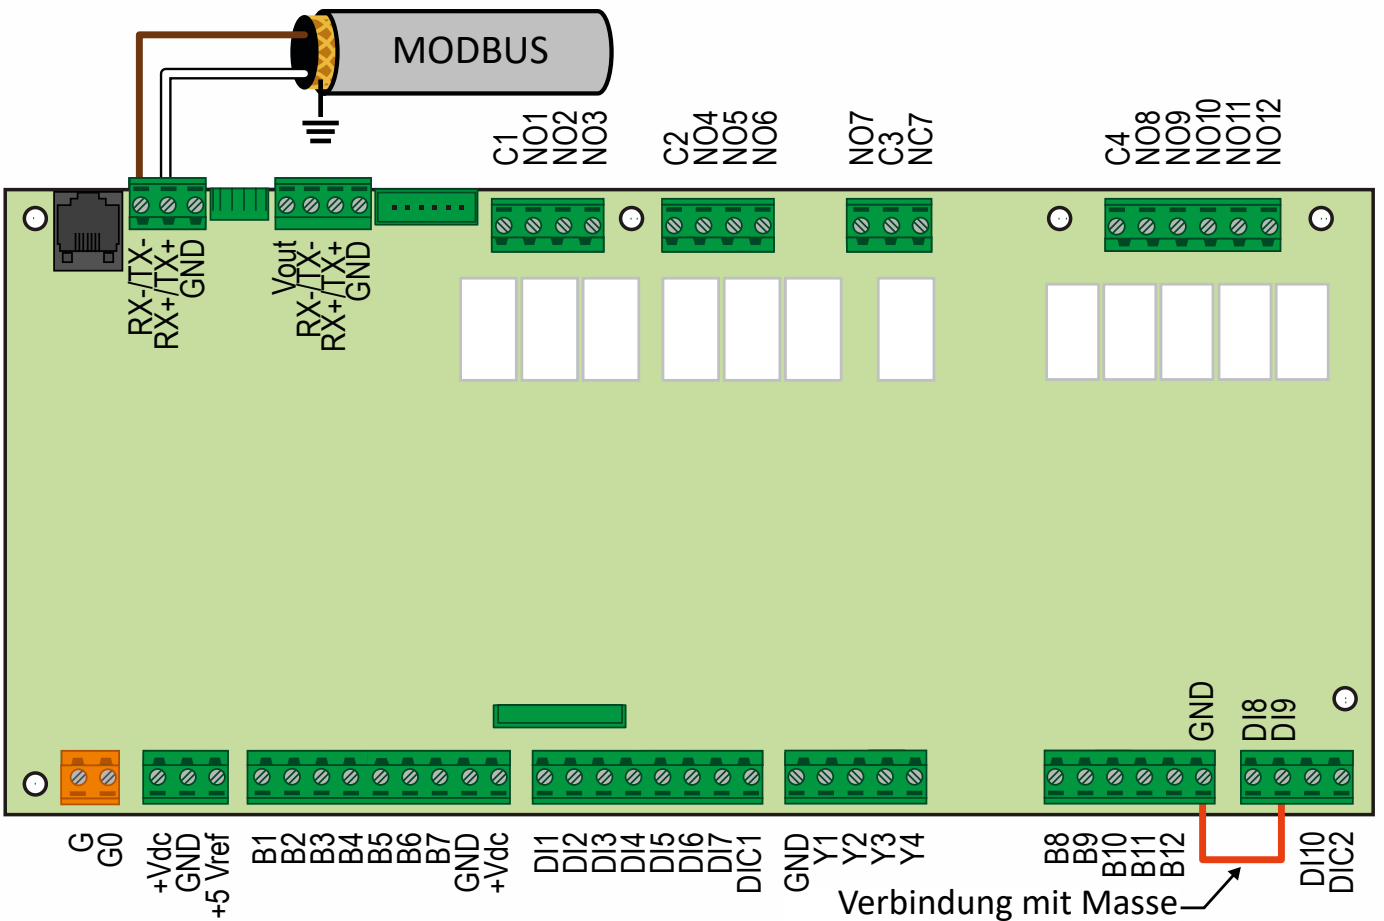 MODBUS
C1
NO1
NO2
NO3
C2
NO4
NO5
NO6
NO7
C3
NC7
C4
NO8
NO9
NO10
NO11
NO12
RX-/TX-
RX+/TX+
GND
Vout
RX-/TX-
RX+/TX+
GND
GND
DI8
DI9
G
G0
+Vdc
GND
+5 Vref
B1
B2
B3
B4
B5
B6
B7
GND
+Vdc
DI1
DI2
DI3
DI4
DI5
DI6
DI7
DIC1
GND
Y1
Y2
Y3
Y4
B8
B9
B10
B11
B12
DI10
DIC2
Verbindung mit Masse